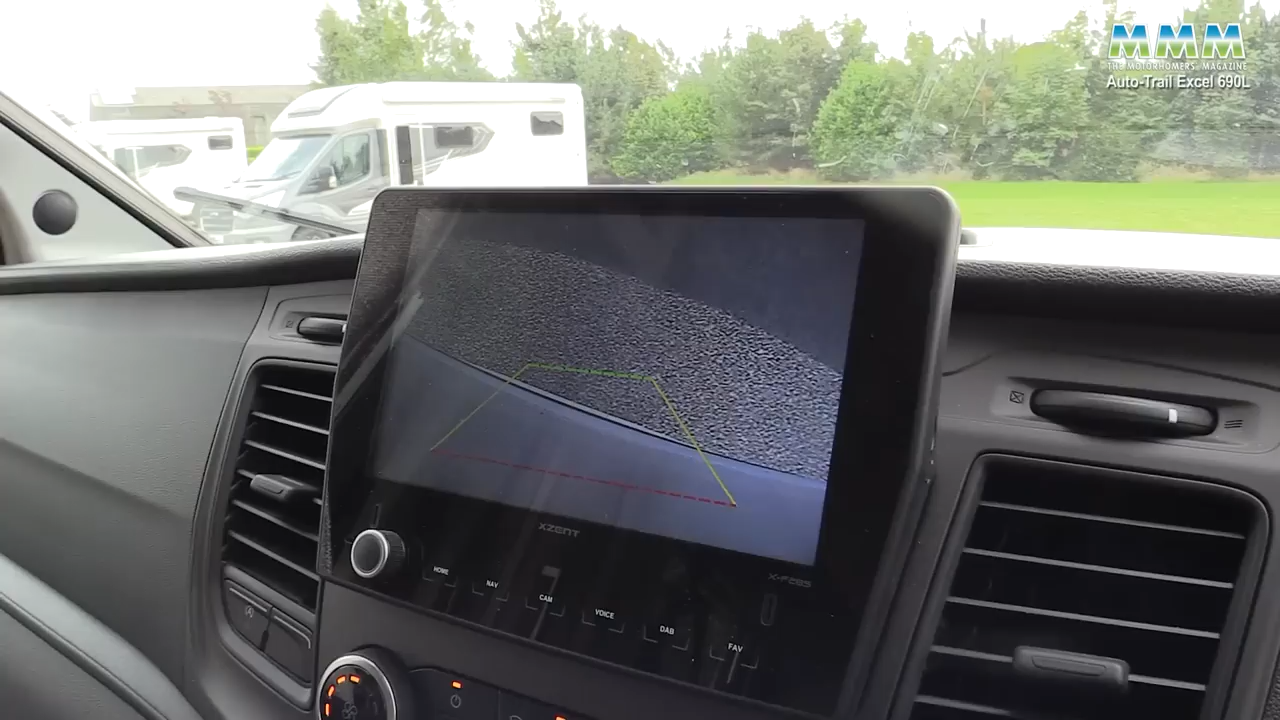 MMM
THE MOTORHOMERS' MAGAZINE
Auto-Trail Excel 690L
XZENT
X-F285
HOME
NAV
CAM
VOICE
DAB
FAV